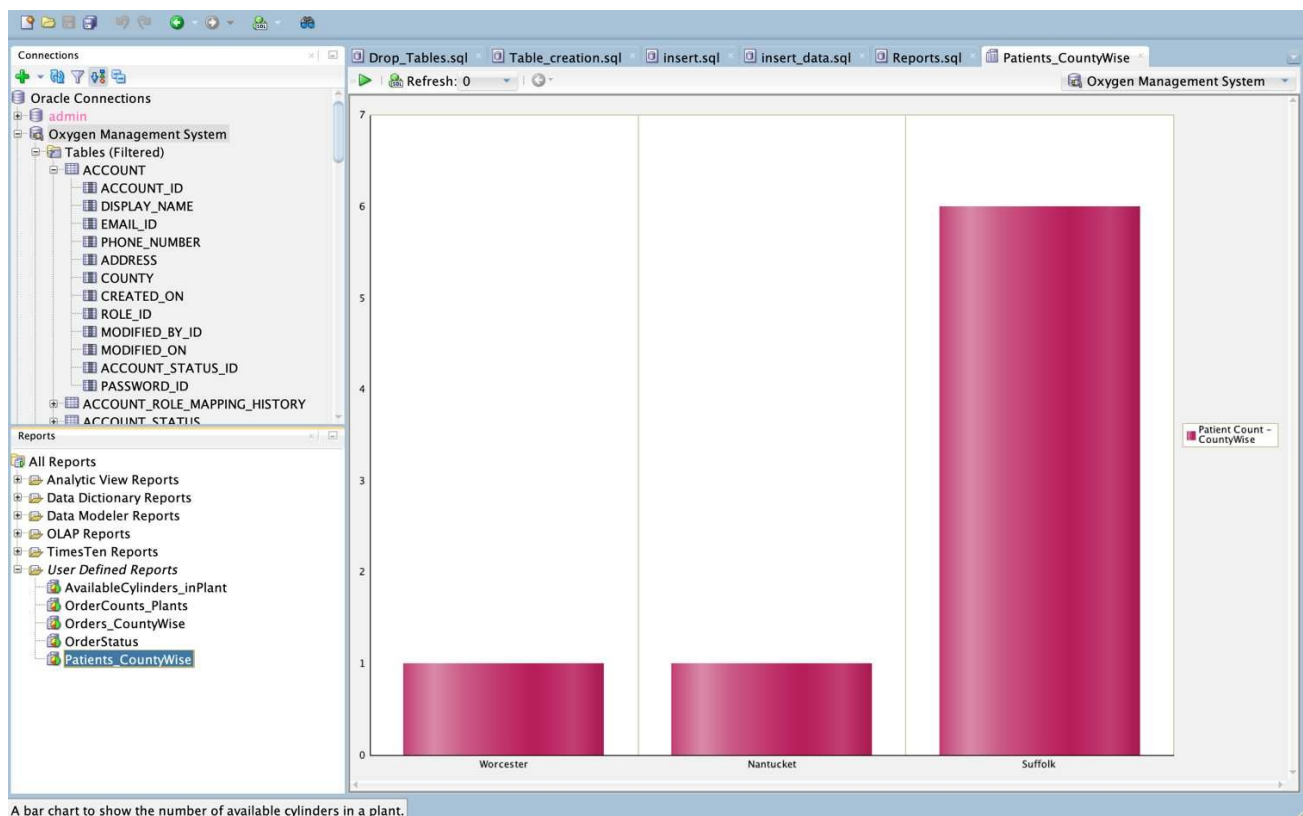 Connections
Oracle Connections
admin
Oxygen Management System
Tables (Filtered)
ACCOUNT
ACCOUNT_ID
DISPLAY_NAME
EMAIL_ID
PHONE_NUMBER
ADDRESS
COUNTY
CREATED_ON
ROLE_ID
MODIFIED_BY_ID
MODIFIED_ON
ACCOUNT_STATUS_ID
PASSWORD_ID
ACCOUNT_ROLE_MAPPING_HISTORY
ACCOUNT_STATUS
Reports
All Reports
Analytic View Reports
Data Dictionary Reports
Data Modeler Reports
OLAP Reports
TimesTen Reports
User Defined Reports
AvailableCylinders_inPlant
OrderCounts_Plants
Orders_CountyWise
OrderStatus
Patients_CountyWise
Drop_Tables.sql Table_creation.sql insert.sql insert_data.sql Reports.sql Patients_CountyWise
Refresh: 0 Oxygen Management System
7
6
5
4
3
2
1
0
Worcester Nantucket Suffolk
Patient Count -
CountyWise
A bar chart to show the number of available cylinders in a plant.